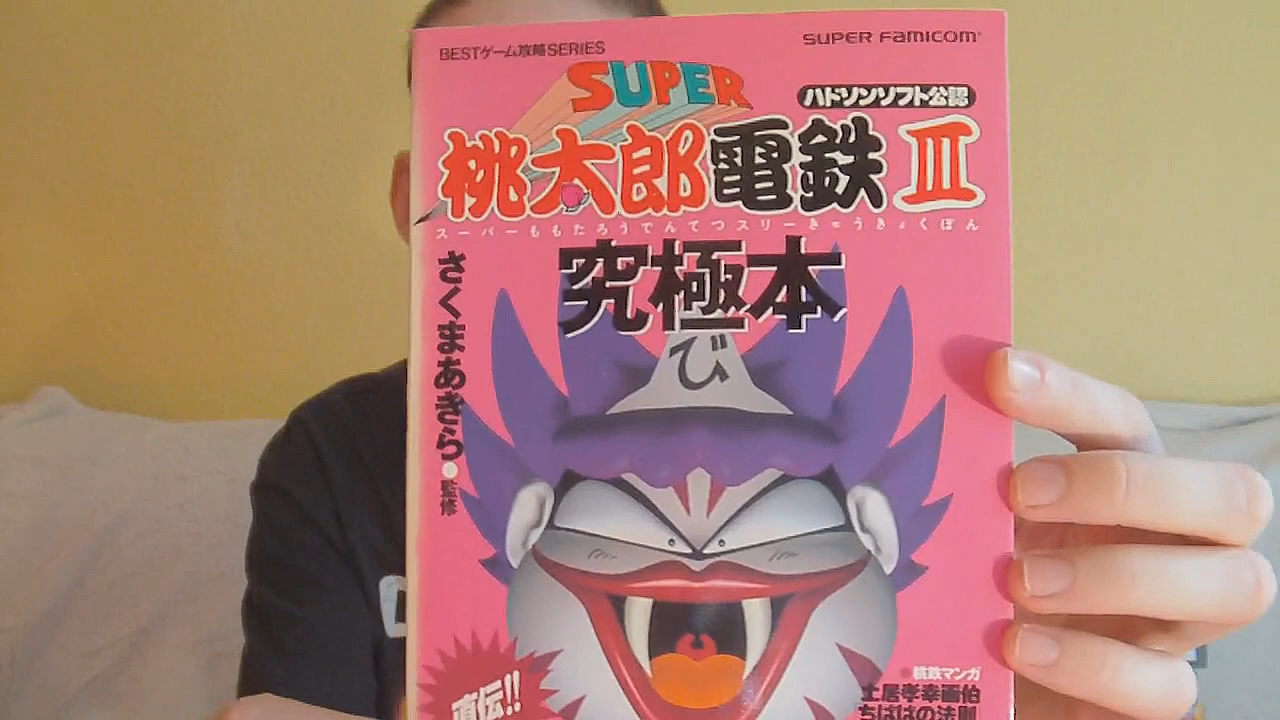 BESTゲーム攻略SERIES
SUPER FAMICOM
SUPER
ハドソンソフト公認
桃太郎電鉄III
スーパーももたろうでんてつスリーきゅうきょくぼん
究極本
び
さくまあきら●監修
直伝!!
桃鉄マンガ
土居孝幸画伯
ちばばの法則